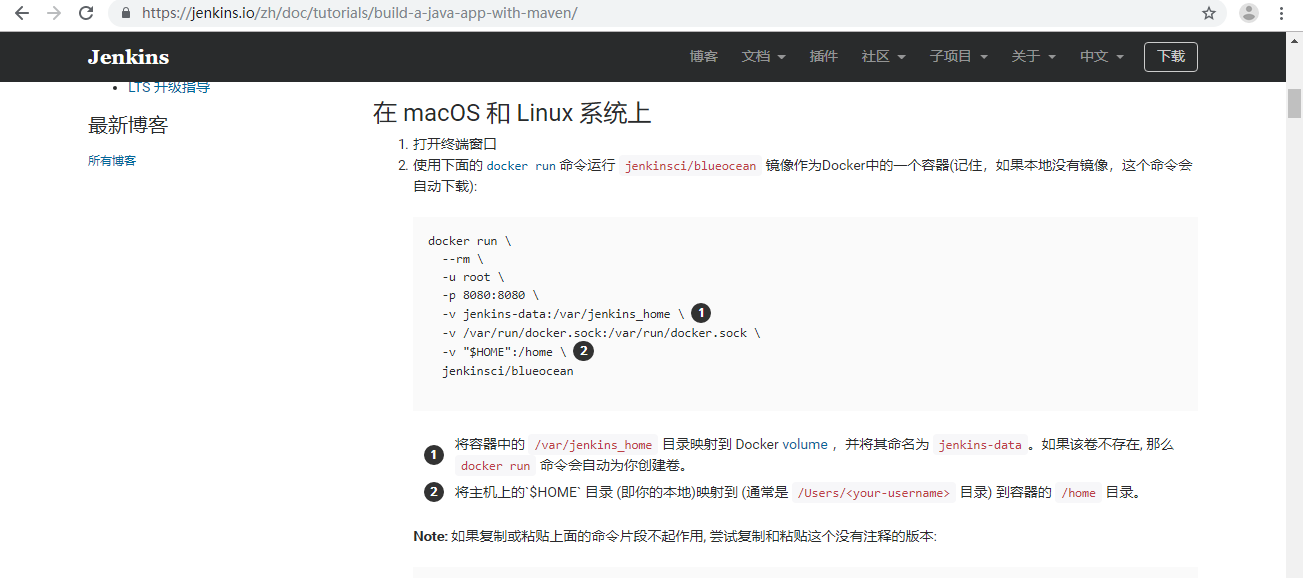 https://jenkins.io/zh/doc/tutorials/build-a-java-app-with-maven/
Jenkins 博客 文档 插件 社区 子项目 关于 中文 下载
• LTS 升级指导
最新博客
所有博客
在 macOS 和 Linux 系统上
1. 打开终端窗口
2. 使用下面的 docker run 命令运行 jenkinsci/blueocean 镜像作为Docker中的一个容器(记住，如果本地没有镜像，这个命令会
自动下载):
docker run \
--rm \
-u root \
-p 8080:8080 \
-v jenkins-data:/var/jenkins_home \ 1
-v /var/run/docker.sock:/var/run/docker.sock \
-v "$HOME":/home \ 2
jenkinsci/blueocean
1 将容器中的 /var/jenkins_home 目录映射到 Docker volume ，并将其命名为 jenkins-data 。如果该卷不存在, 那么
docker run 命令会自动为你创建卷。
2 将主机上的`$HOME` 目录 (即你的本地)映射到 (通常是 /Users/<your-username> 目录) 到容器的 /home 目录。
Note: 如果复制或粘贴上面的命令片段不起作用, 尝试复制和粘贴这个没有注释的版本: